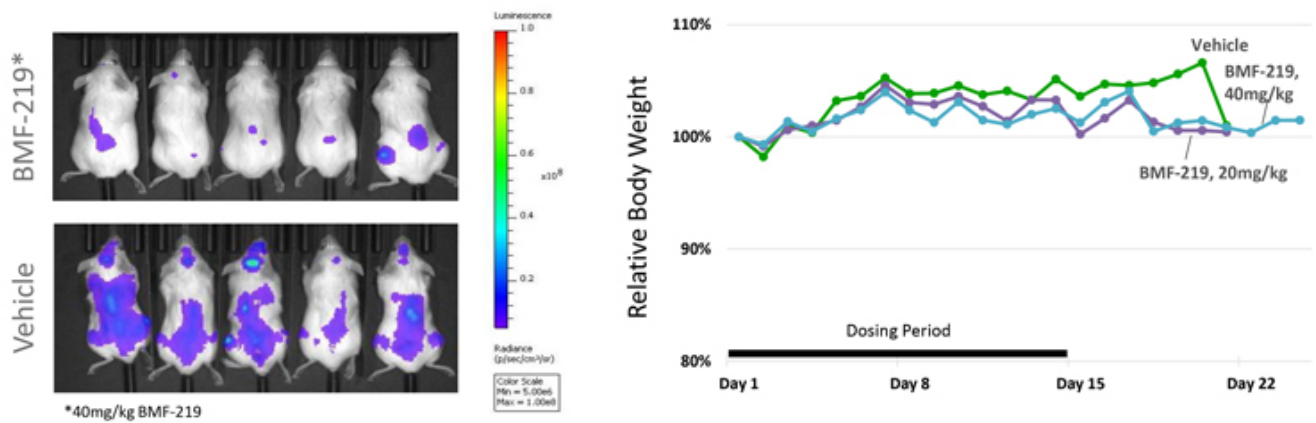 BMF-219*
Vehicle
*40mg/kg BMF-219
Luminescence
1.0
0.8
0.6
x10⁸
0.4
0.2
Radiance
(p/sec/cm²/sr)
Color Scale
Min = 5.00e6
Max = 1.00e8
Relative Body Weight
110%
100%
90%
80%
Vehicle
BMF-219,
40mg/kg
BMF-219, 20mg/kg
Dosing Period
Day 1
Day 8
Day 15
Day 22